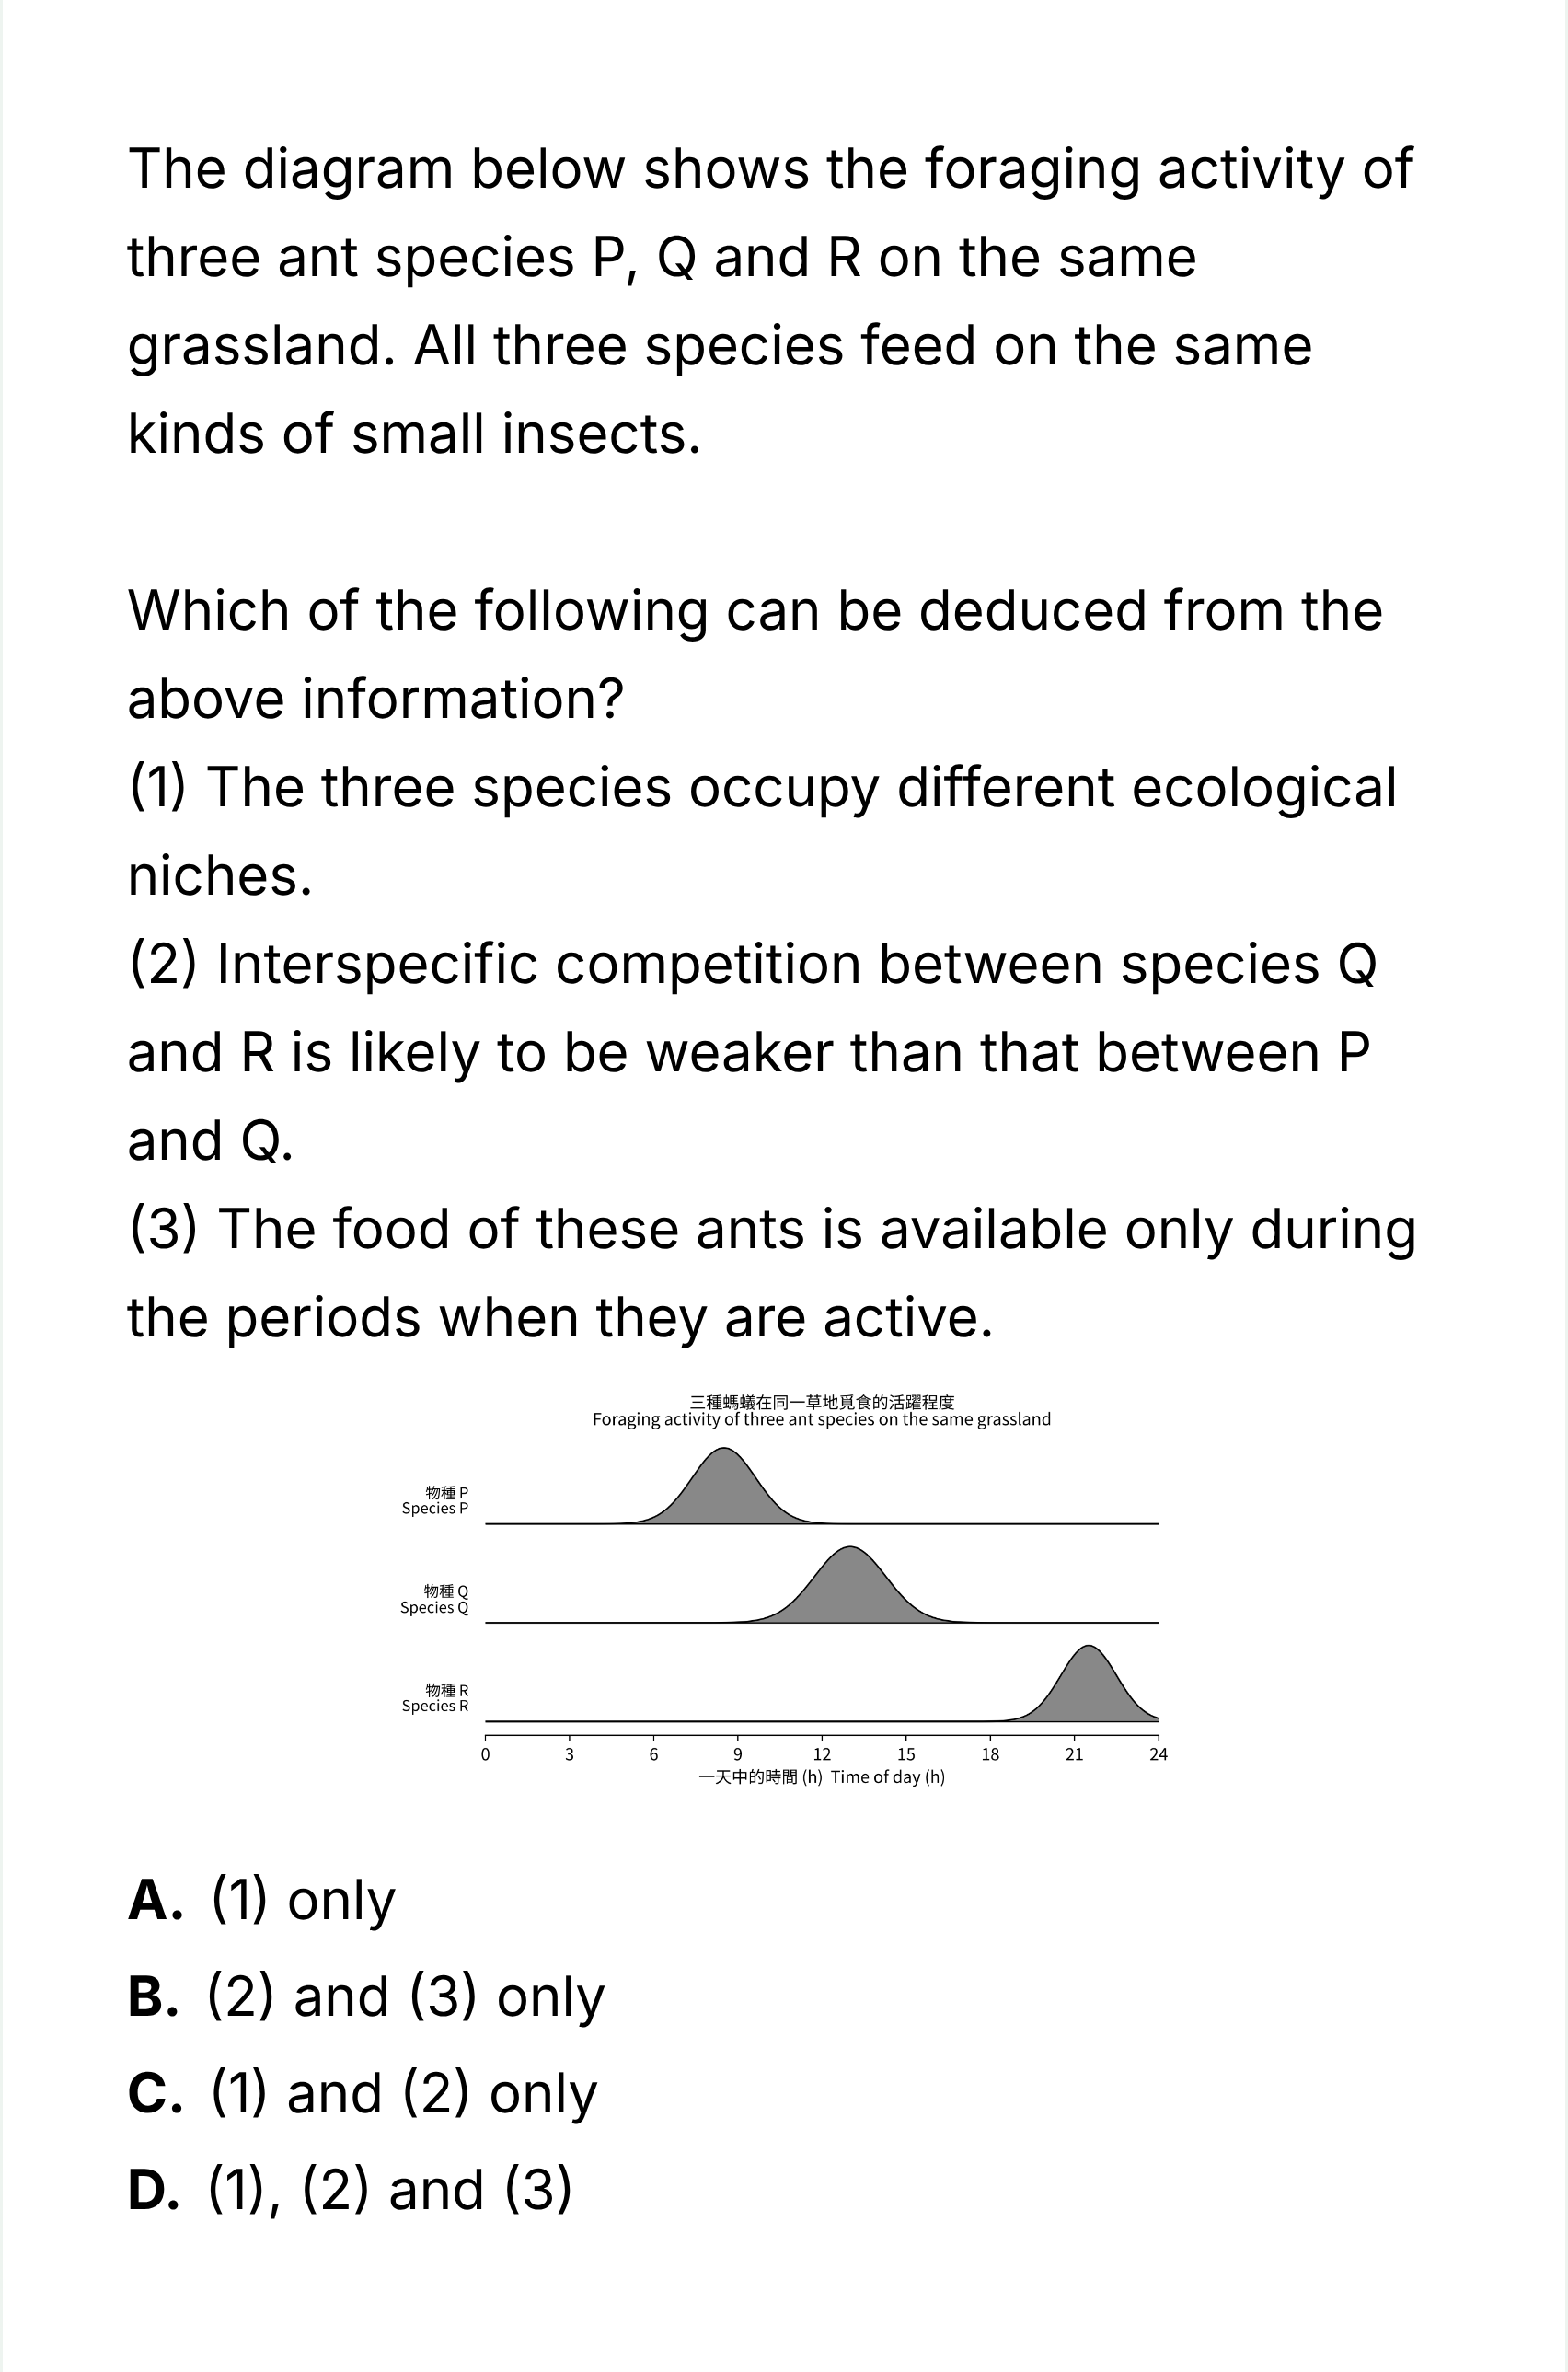 The diagram below shows the foraging activity of
three ant species P, Q and R on the same
grassland. All three species feed on the same
kinds of small insects.
Which of the following can be deduced from the
above information?
(1) The three species occupy different ecological
niches.
(2) Interspecific competition between species Q
and R is likely to be weaker than that between P
and Q.
(3) The food of these ants is available only during
the periods when they are active.
三種螞蟻在同一草地覓食的活躍程度
Foraging activity of three ant species on the same grassland
物種 P
Species P
物種 Q
Species Q
物種 R
Species R
0 3 6 9 12 15 18 21 24
一天中的時間 (h) Time of day (h)
A. (1) only
B. (2) and (3) only
C. (1) and (2) only
D. (1), (2) and (3)